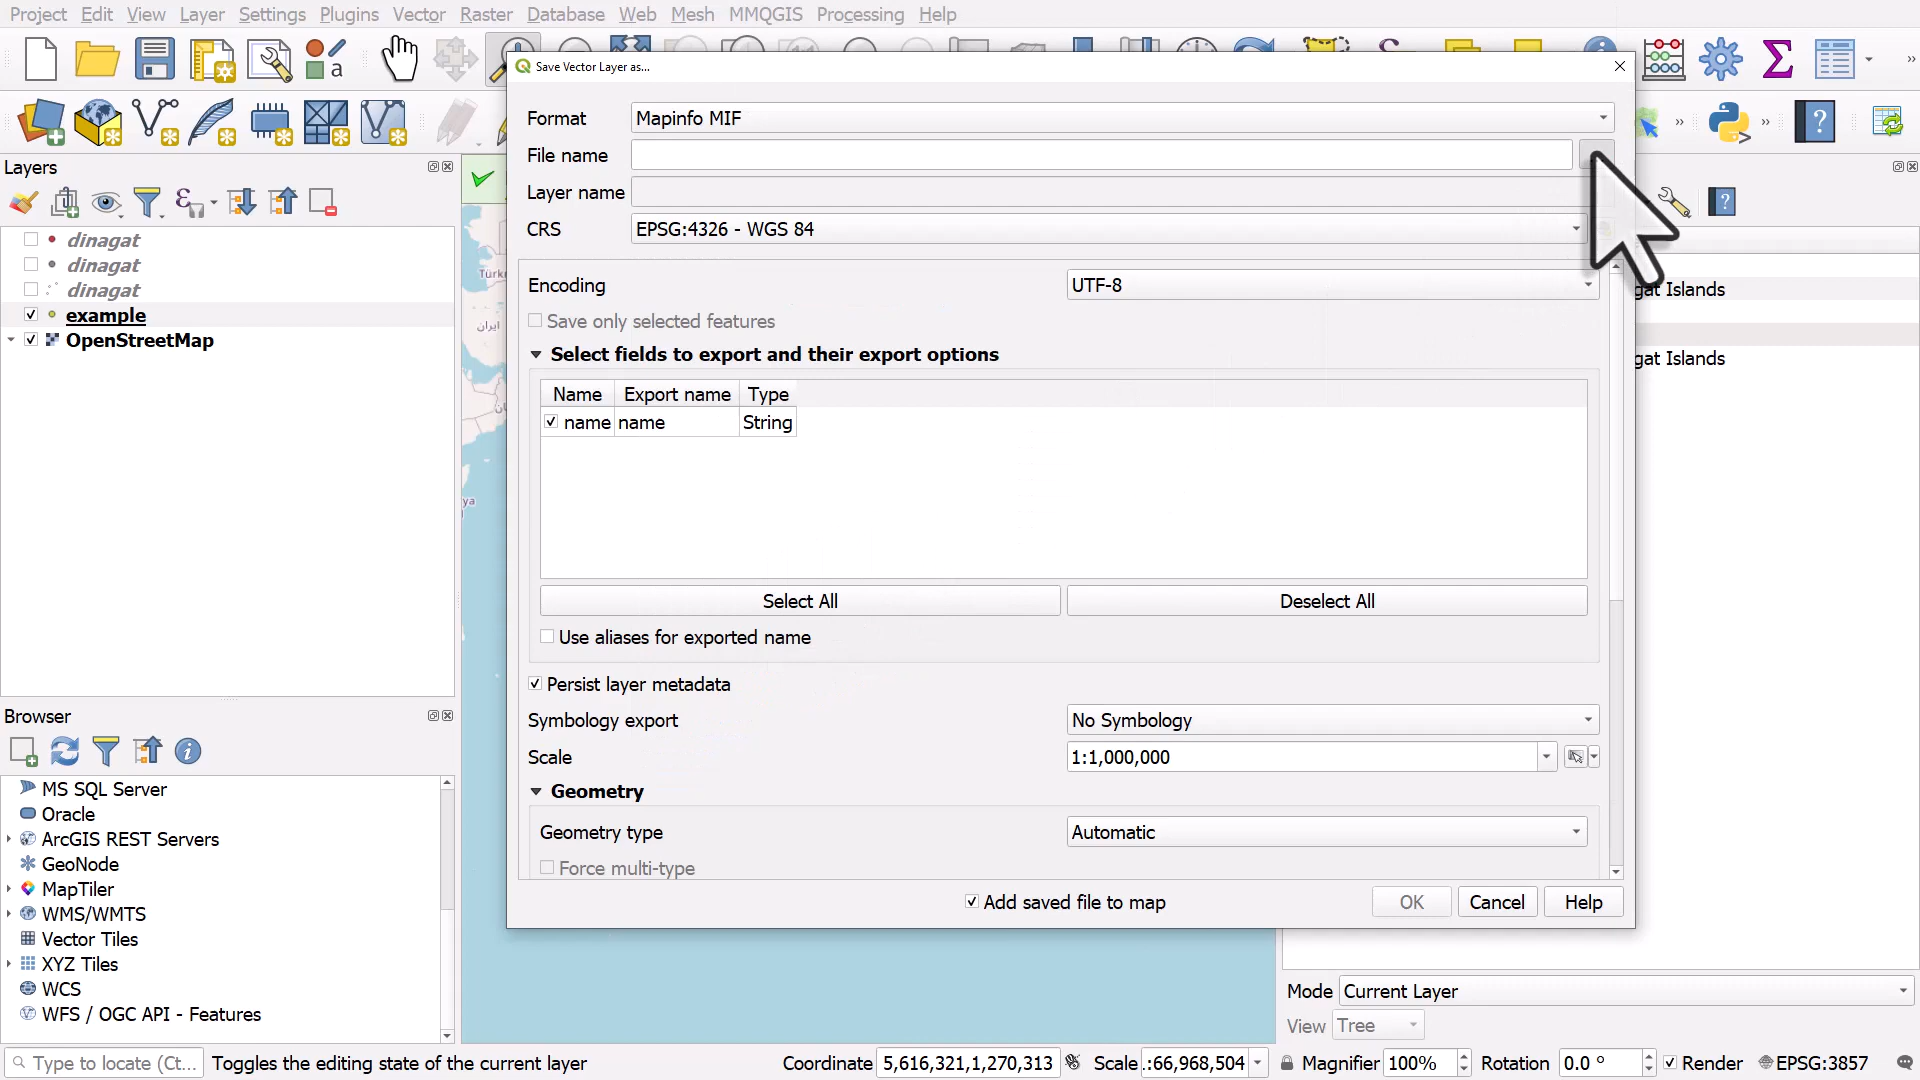 Project Edit View Layer Settings Plugins Vector Raster Database Web Mesh MMQGIS Processing Help
Save Vector Layer as...
Format Mapinfo MIF
File name
Layer name
CRS EPSG:4326 - WGS 84
Encoding UTF-8
Save only selected features
Select fields to export and their export options
Name Export name Type
name name String
Select All Deselect All
Use aliases for exported name
Persist layer metadata
Symbology export No Symbology
Scale 1:1,000,000
Geometry
Geometry type Automatic
Force multi-type
Add saved file to map OK Cancel Help
Layers
dinagat
dinagat
dinagat
example
OpenStreetMap
Browser
MS SQL Server
Oracle
ArcGIS REST Servers
GeoNode
MapTiler
WMS/WMTS
Vector Tiles
XYZ Tiles
WCS
WFS / OGC API - Features
Türk
ایران
ya
gat Islands
gat Islands
Mode Current Layer
View Tree
Type to locate (Ct... Toggles the editing state of the current layer Coordinate 5,616,321,1,270,313 Scale .:66,968,504 Magnifier 100% Rotation 0.0 ° Render EPSG:3857